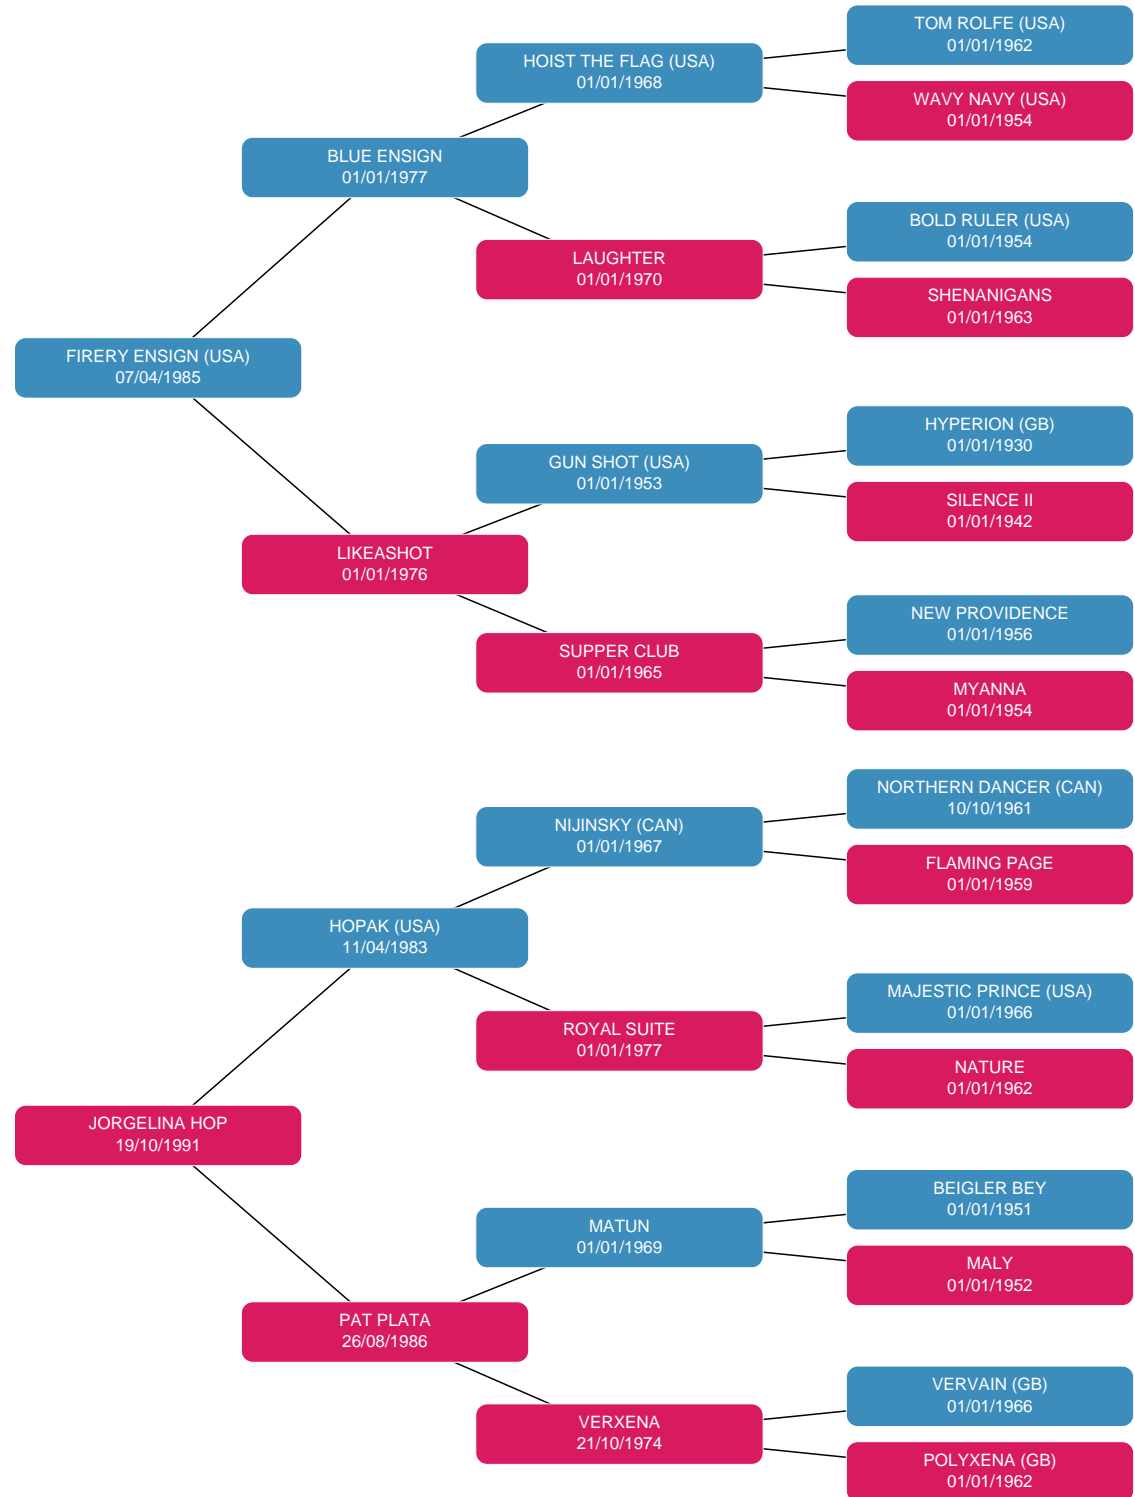 TOM ROLFE (USA)
01/01/1962
HOIST THE FLAG (USA)
01/01/1968
WAVY NAVY (USA)
01/01/1954
BLUE ENSIGN
01/01/1977
BOLD RULER (USA)
01/01/1954
LAUGHTER
01/01/1970
SHENANIGANS
01/01/1963
FIRERY ENSIGN (USA)
07/04/1985
HYPERION (GB)
01/01/1930
GUN SHOT (USA)
01/01/1953
SILENCE II
01/01/1942
LIKEASHOT
01/01/1976
NEW PROVIDENCE
01/01/1956
SUPPER CLUB
01/01/1965
MYANNA
01/01/1954
NORTHERN DANCER (CAN)
10/10/1961
NIJINSKY (CAN)
01/01/1967
FLAMING PAGE
01/01/1959
HOPAK (USA)
11/04/1983
MAJESTIC PRINCE (USA)
01/01/1966
ROYAL SUITE
01/01/1977
NATURE
01/01/1962
JORGELINA HOP
19/10/1991
BEIGLER BEY
01/01/1951
MATUN
01/01/1969
MALY
01/01/1952
PAT PLATA
26/08/1986
VERVAIN (GB)
01/01/1966
VERXENA
21/10/1974
POLYXENA (GB)
01/01/1962